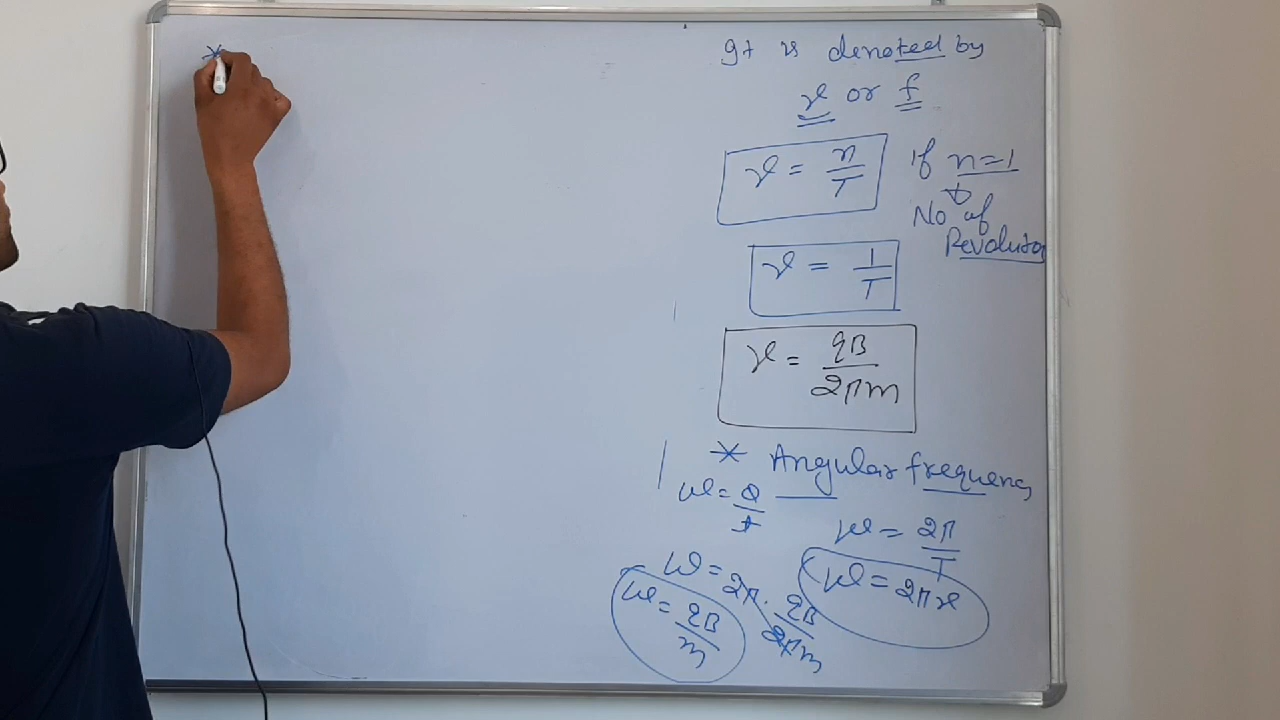 *
It is denoted by
ν or f
ν = n/T If n=1
No of
Revolution
ν = 1/T
ν = qB/2πm
* Angular frequency
ω = θ/t
ω = 2π/T
ω = 2πν
ω = 2π · qB/2πm
ω = qB/m